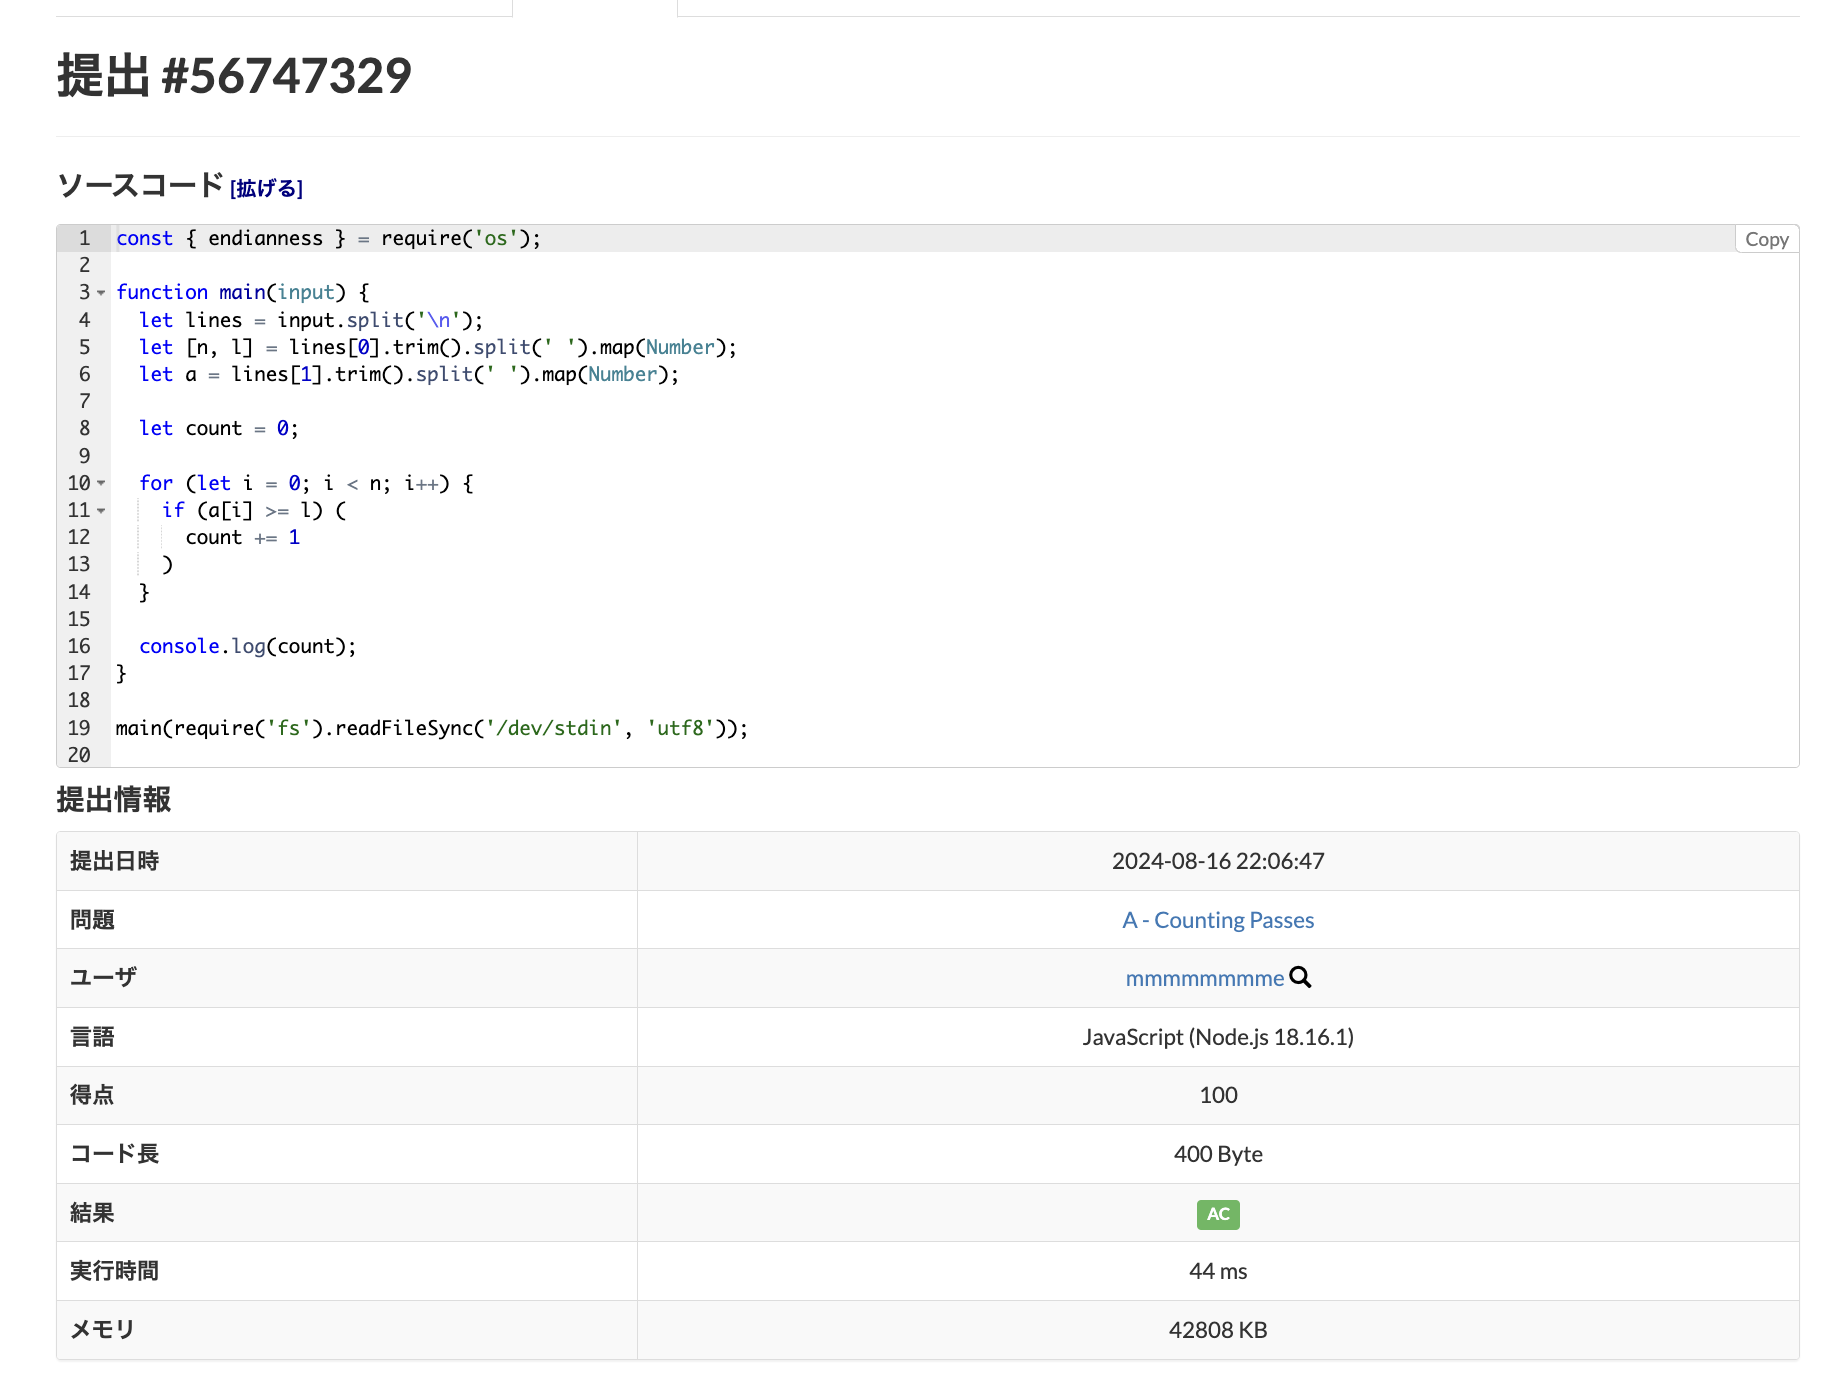 提出 #56747329
ソースコード [拡げる]
Copy
1 const { endianness } = require('os');
2
3 function main(input) {
4   let lines = input.split('\n');
5   let [n, l] = lines[0].trim().split(' ').map(Number);
6   let a = lines[1].trim().split(' ').map(Number);
7
8   let count = 0;
9
10   for (let i = 0; i < n; i++) {
11     if (a[i] >= l) (
12       count += 1
13     )
14   }
15
16   console.log(count);
17 }
18
19 main(require('fs').readFileSync('/dev/stdin', 'utf8'));
20
提出情報
提出日時 2024-08-16 22:06:47
問題 A - Counting Passes
ユーザ mmmmmmmme
言語 JavaScript (Node.js 18.16.1)
得点 100
コード長 400 Byte
結果 AC
実行時間 44 ms
メモリ 42808 KB